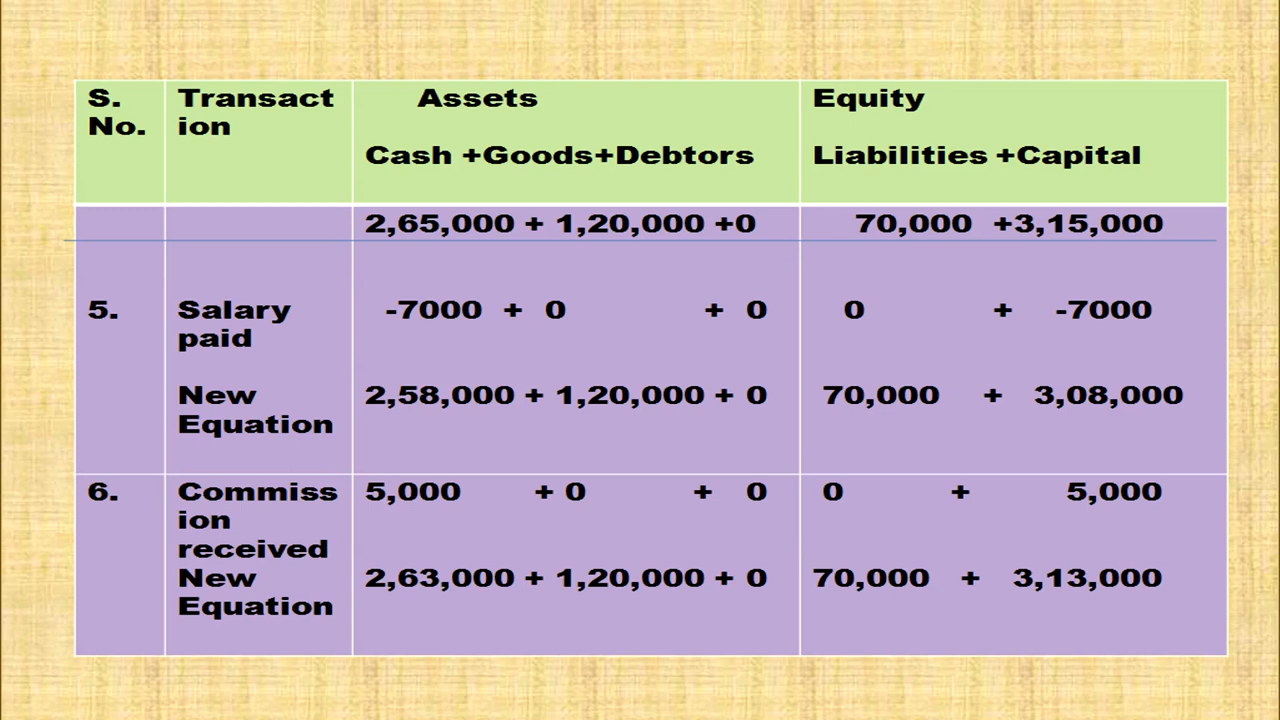 S. No. Transact ion Assets Equity
Cash +Goods+Debtors Liabilities +Capital
2,65,000 + 1,20,000 +0 70,000 +3,15,000
5. Salary paid -7000 + 0 + 0 0 + -7000
New Equation 2,58,000 + 1,20,000 + 0 70,000 + 3,08,000
6. Commiss ion received 5,000 + 0 + 0 0 + 5,000
New Equation 2,63,000 + 1,20,000 + 0 70,000 + 3,13,000